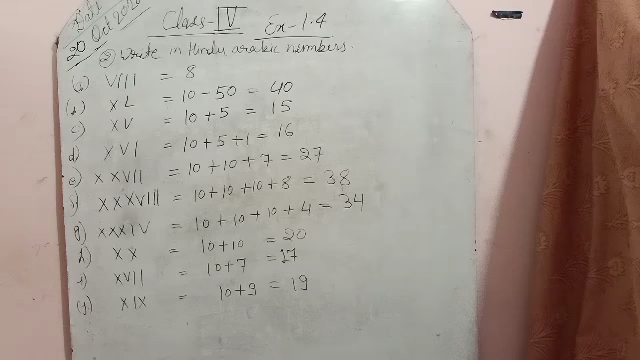 Date
20 Oct 2020
Class-V Ex-1.4
② Write in Hindu arabic numbers.
(a) VIII = 8
(b) XL = 10-50 = 40
c) XV = 10+5 = 15
d) XVI = 10+5+1 = 16
e) XXVII = 10+10+7 = 27
f) XXXVIII = 10+10+10+8 = 38
g) XXXIV = 10+10+10+4 = 34
h) XX = 10+10 = 20
i) XVII = 10+7 = 17
(j) XIX = 10+9 = 19